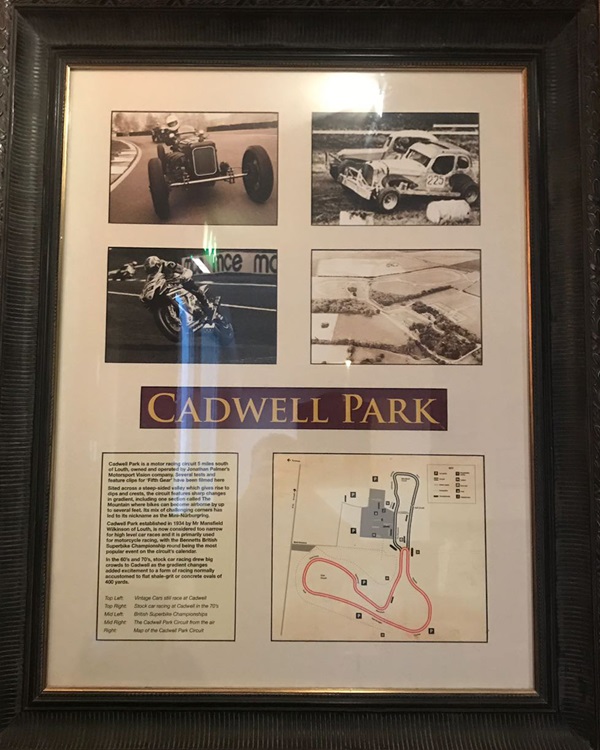 nce mo
225
CADWELL PARK
Cadwell Park is a motor racing circuit 5 miles south
of Louth, owned and operated by Jonathan Palmer's
Motorsport Vision company. Several tests and
feature clips for 'Fifth Gear' have been filmed here
Sited across a steep-sided valley which gives rise to
dips and crests, the circuit features sharp changes
in gradient, including one section called The
Mountain where bikes can become airborne by up
to several feet. Its mix of challenging corners has
led to its nickname as the Mini-Nurburgring.
Cadwell Park established in 1934 by Mr Mansfield
Wilkinson of Louth, is now considered too narrow
for high level car races and it is primarily used
for motorcycle racing, with the Bennetts British
Superbike Championship round being the most
popular event on the circuit's calendar.
In the 60's and 70's, stock car racing drew big
crowds to Cadwell as the gradient changes
added excitement to a form of racing normally
accustomed to flat shale-grit or concrete ovals of
400 yards.
Top Left: Vintage Cars still race at Cadwell
Top Right: Stock car racing at Cadwell in the 70's
Mid Left: British Superbike Championships
Mid Right: The Cadwell Park Circuit from the air
Right: Map of the Cadwell Park Circuit
P
P
P
P
P